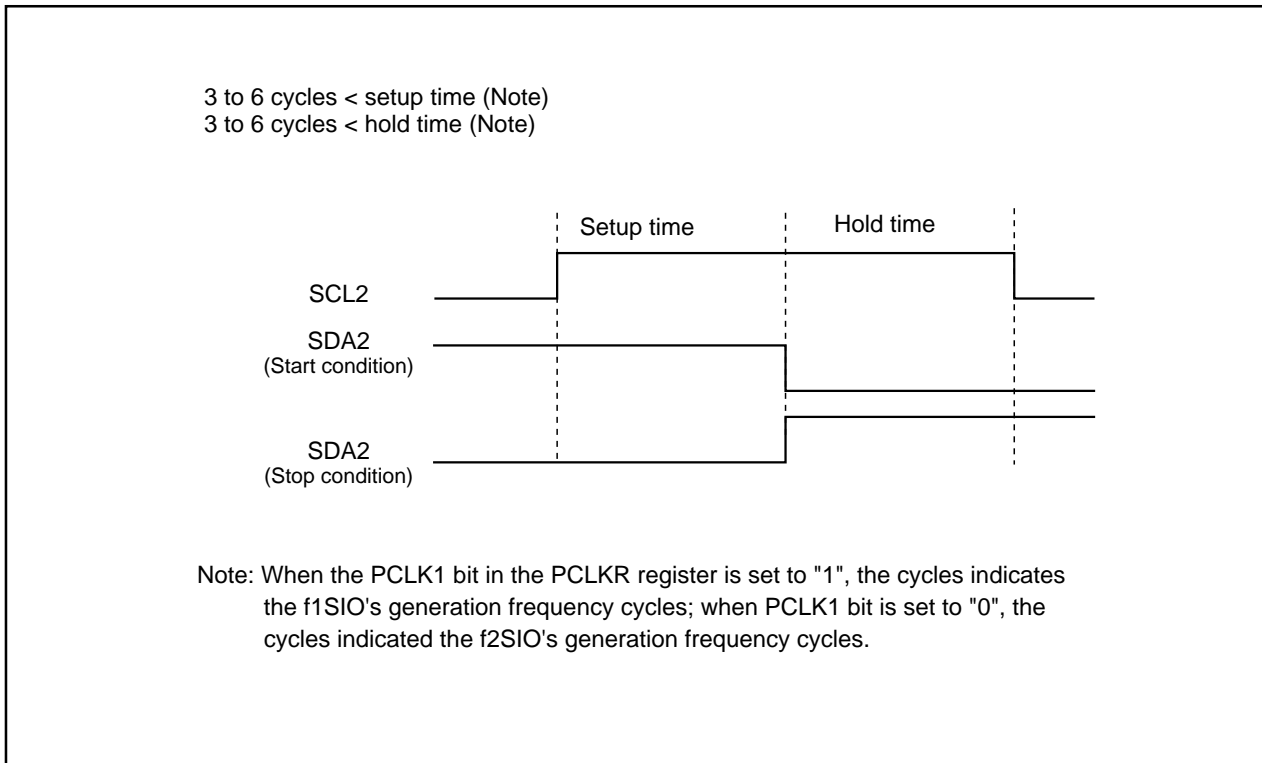 3 to 6 cycles < setup time (Note)
3 to 6 cycles < hold time (Note)
Setup time
Hold time
SCL2
SDA2
(Start condition)
SDA2
(Stop condition)
Note: When the PCLK1 bit in the PCLKR register is set to "1", the cycles indicates
the f1SIO's generation frequency cycles; when PCLK1 bit is set to "0", the
cycles indicated the f2SIO's generation frequency cycles.